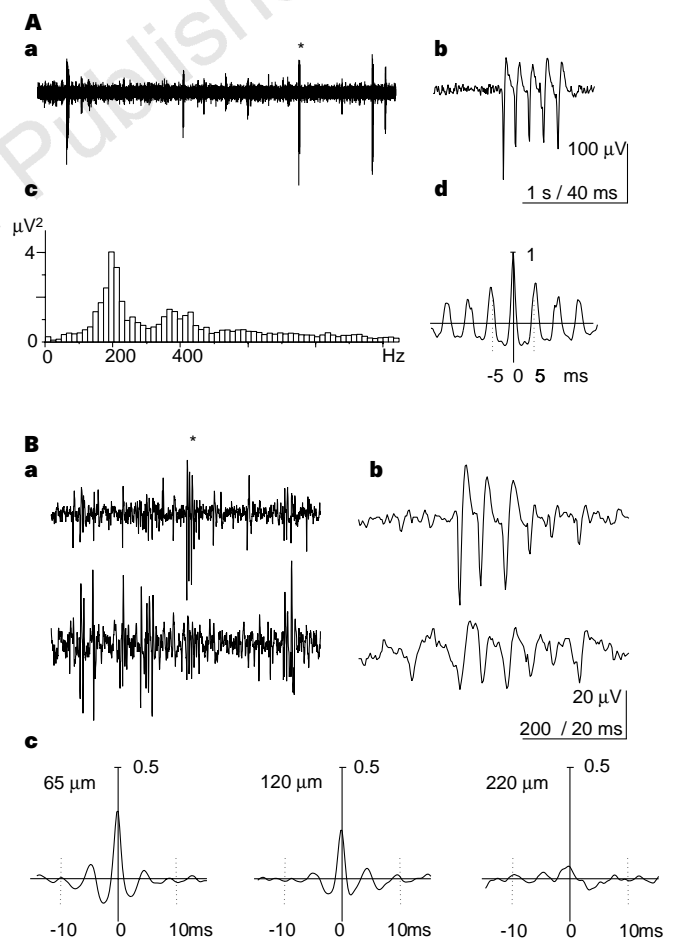 Publishe
A
a
*
b
100 µV
1 s / 40 ms
c
d
µV2
4
0
0
200
400
Hz
1
-5 0 5 ms
B
*
a
b
20 µV
200 / 20 ms
c
65 µm
0.5
120 µm
0.5
220 µm
0.5
-10 0 10ms
-10 0 10ms
-10 0 10ms